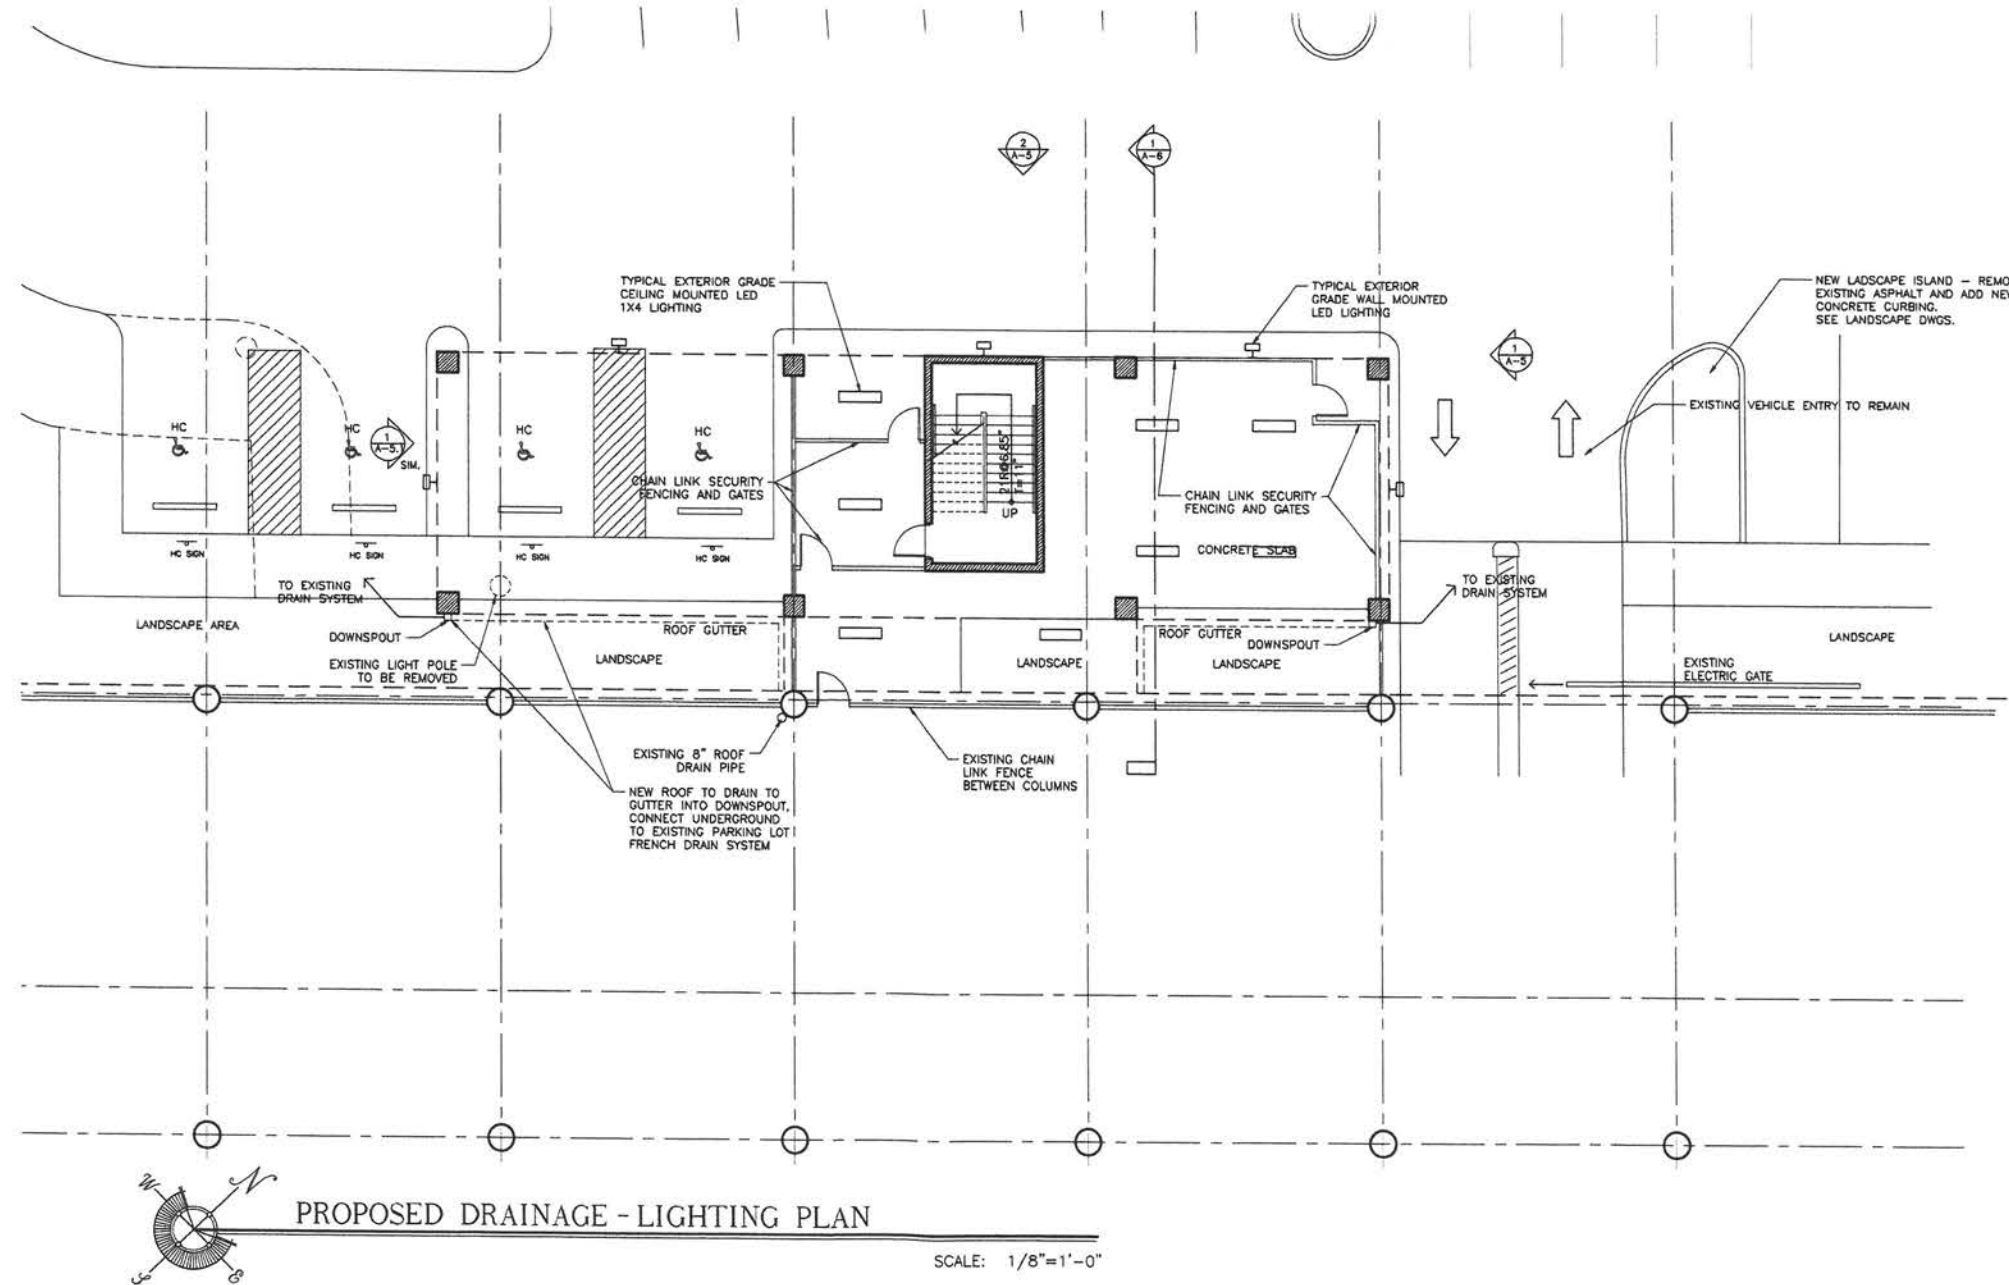 2
A-5
1
A-6
TYPICAL EXTERIOR GRADE
CEILING MOUNTED LED
1X4 LIGHTING
TYPICAL EXTERIOR
GRADE WALL MOUNTED
LED LIGHTING
NEW LADSCAPE ISLAND - REMO
EXISTING ASPHALT AND ADD NEW
CONCRETE CURBING.
SEE LANDSCAPE DWGS.
1
A-5
EXISTING VEHICLE ENTRY TO REMAIN
HC
HC
HC
HC
1
A-5.
SIM.
CHAIN LINK SECURITY
FENCING AND GATES
21R@6.85"
T=11"
UP
CHAIN LINK SECURITY
FENCING AND GATES
CONCRETE SLAB
HC SIGN
HC SIGN
HC SIGN
HC SIGN
TO EXISTING
DRAIN SYSTEM
TO EXISTING
DRAIN SYSTEM
LANDSCAPE AREA
DOWNSPOUT
ROOF GUTTER
ROOF GUTTER
DOWNSPOUT
LANDSCAPE
EXISTING LIGHT POLE
TO BE REMOVED
LANDSCAPE
LANDSCAPE
LANDSCAPE
EXISTING
ELECTRIC GATE
EXISTING 8" ROOF
DRAIN PIPE
EXISTING CHAIN
LINK FENCE
BETWEEN COLUMNS
NEW ROOF TO DRAIN TO
GUTTER INTO DOWNSPOUT,
CONNECT UNDERGROUND
TO EXISTING PARKING LOT
FRENCH DRAIN SYSTEM
W
N
S
E
PROPOSED DRAINAGE - LIGHTING PLAN
SCALE: 1/8"=1'-0"